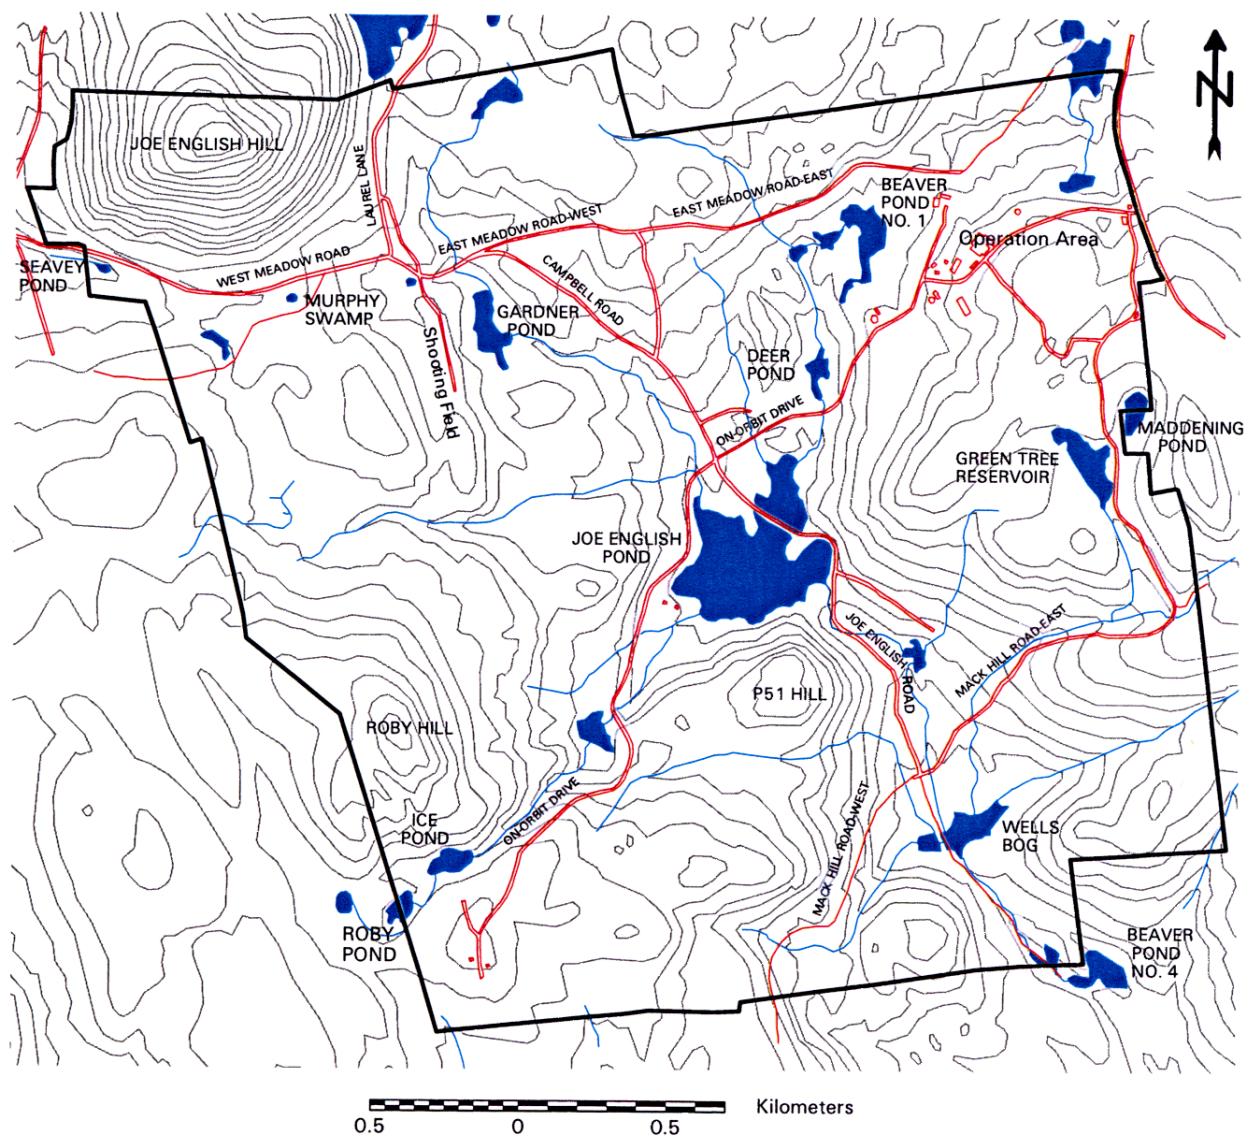 N
JOE ENGLISH HILL
LAUREL LANE
EAST MEADOW ROAD-WEST
EAST MEADOW ROAD-EAST
BEAVER
POND
NO. 1
Operation Area
SEAVEY
POND
WEST MEADOW ROAD
MURPHY
SWAMP
CAMPBELL ROAD
GARDNER
POND
Shooting Field
DEER
POND
ON-ORBIT DRIVE
MADDENING
POND
GREEN TREE
RESERVOIR
JOE ENGLISH
POND
JOE ENGLISH ROAD
MACK HILL ROAD-EAST
P51 HILL
ROBY HILL
ICE
POND
ON-ORBIT DRIVE
MACK HILL ROAD-WEST
WELLS
BOG
ROBY
POND
BEAVER
POND
NO. 4
Kilometers
0.5 0 0.5